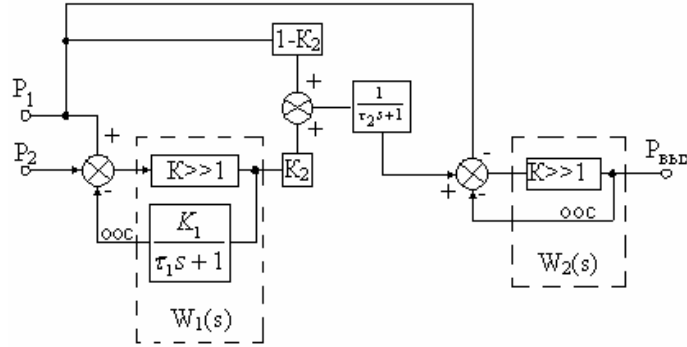 1-K₂
P₁
+
+
+
1
τ₂s+1
P₂
-
K>>1
K₂
+
-
-
K>>1
Pвых
оос
K₁
τ₁s+1
оос
W₁(s)
W₂(s)